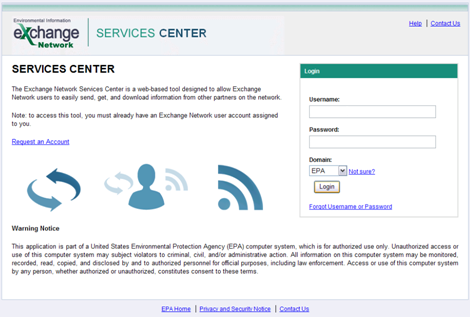 Environmental Information
Help | Contact Us
eXchange
Network
SERVICES CENTER
SERVICES CENTER
The Exchange Network Services Center is a web-based tool designed to allow Exchange
Network users to easily send, get, and download information from other partners on the network.
Note: to access this tool, you must already have an Exchange Network user account assigned
to you.
Request an Account
Login
Username:
Password:
Domain:
EPA
Not sure?
Login
Forgot Username or Password
Warning Notice
This application is part of a United States Environmental Protection Agency (EPA) computer system, which is for authorized use only. Unauthorized access or
use of this computer system may subject violators to criminal, civil, and/or administrative action. All information on this computer system may be monitored,
recorded, read, copied, and disclosed by and to authorized personnel for official purposes, including law enforcement. Access or use of this computer system
by any person, whether authorized or unauthorized, constitutes consent to these terms.
EPA Home | Privacy and Security Notice | Contact Us